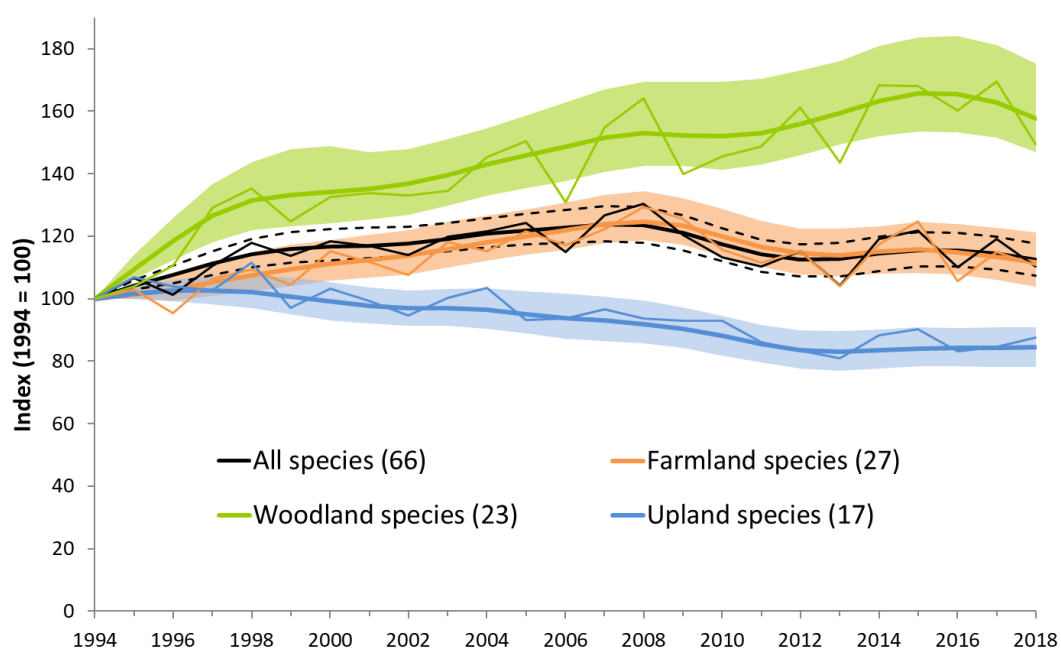 180
160
140
120
100
80
60
40
20
0
Index (1994 = 100)
All species (66)
Farmland species (27)
Woodland species (23)
Upland species (17)
1994 1996 1998 2000 2002 2004 2006 2008 2010 2012 2014 2016 2018